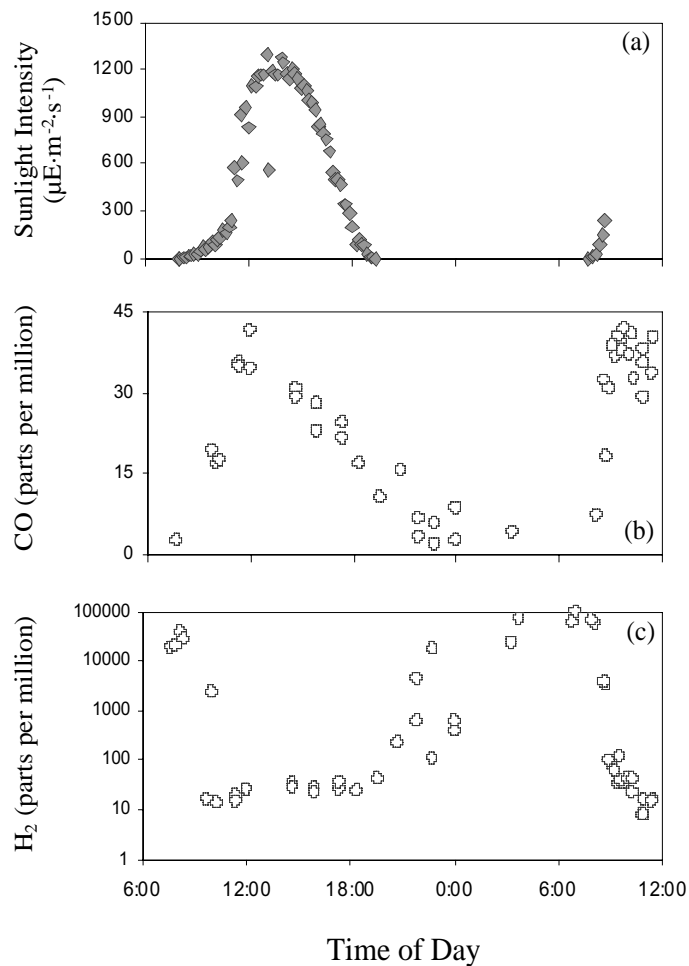 1500
(a)
1200
900
600
300
0
Sunlight Intensity
(μE·m-2·s-1)
45
30
15
0
CO (parts per million)
(b)
100000
(c)
10000
1000
100
10
1
H2 (parts per million)
6:00 12:00 18:00 0:00 6:00 12:00
Time of Day